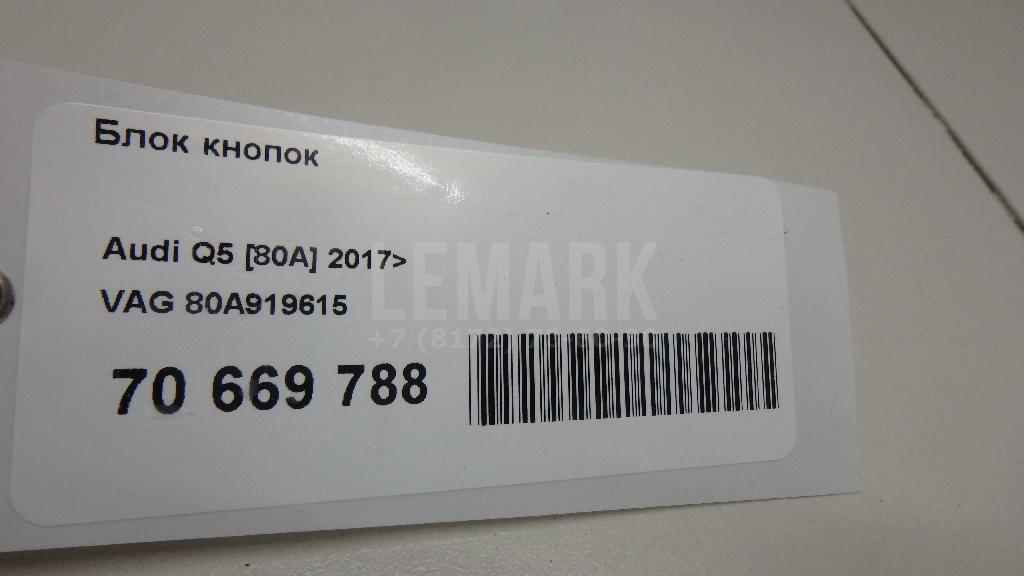 Блок кнопок
Audi Q5 [80A] 2017>
VAG 80A919615
LEMARK
70 669 788